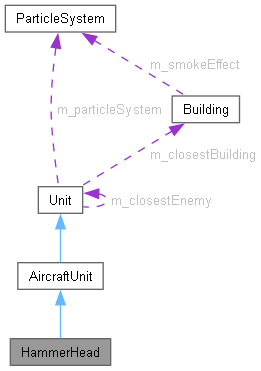 ParticleSystem
m_smokeEffect
m_particleSystem
Building
m_closestBuilding
Unit
m_closestEnemy
AircraftUnit
HammerHead